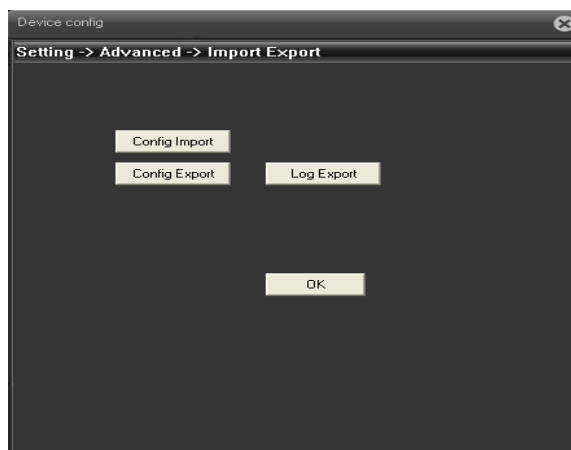 Device config
Setting -> Advanced -> Import Export
Config Import
Config Export
Log Export
OK